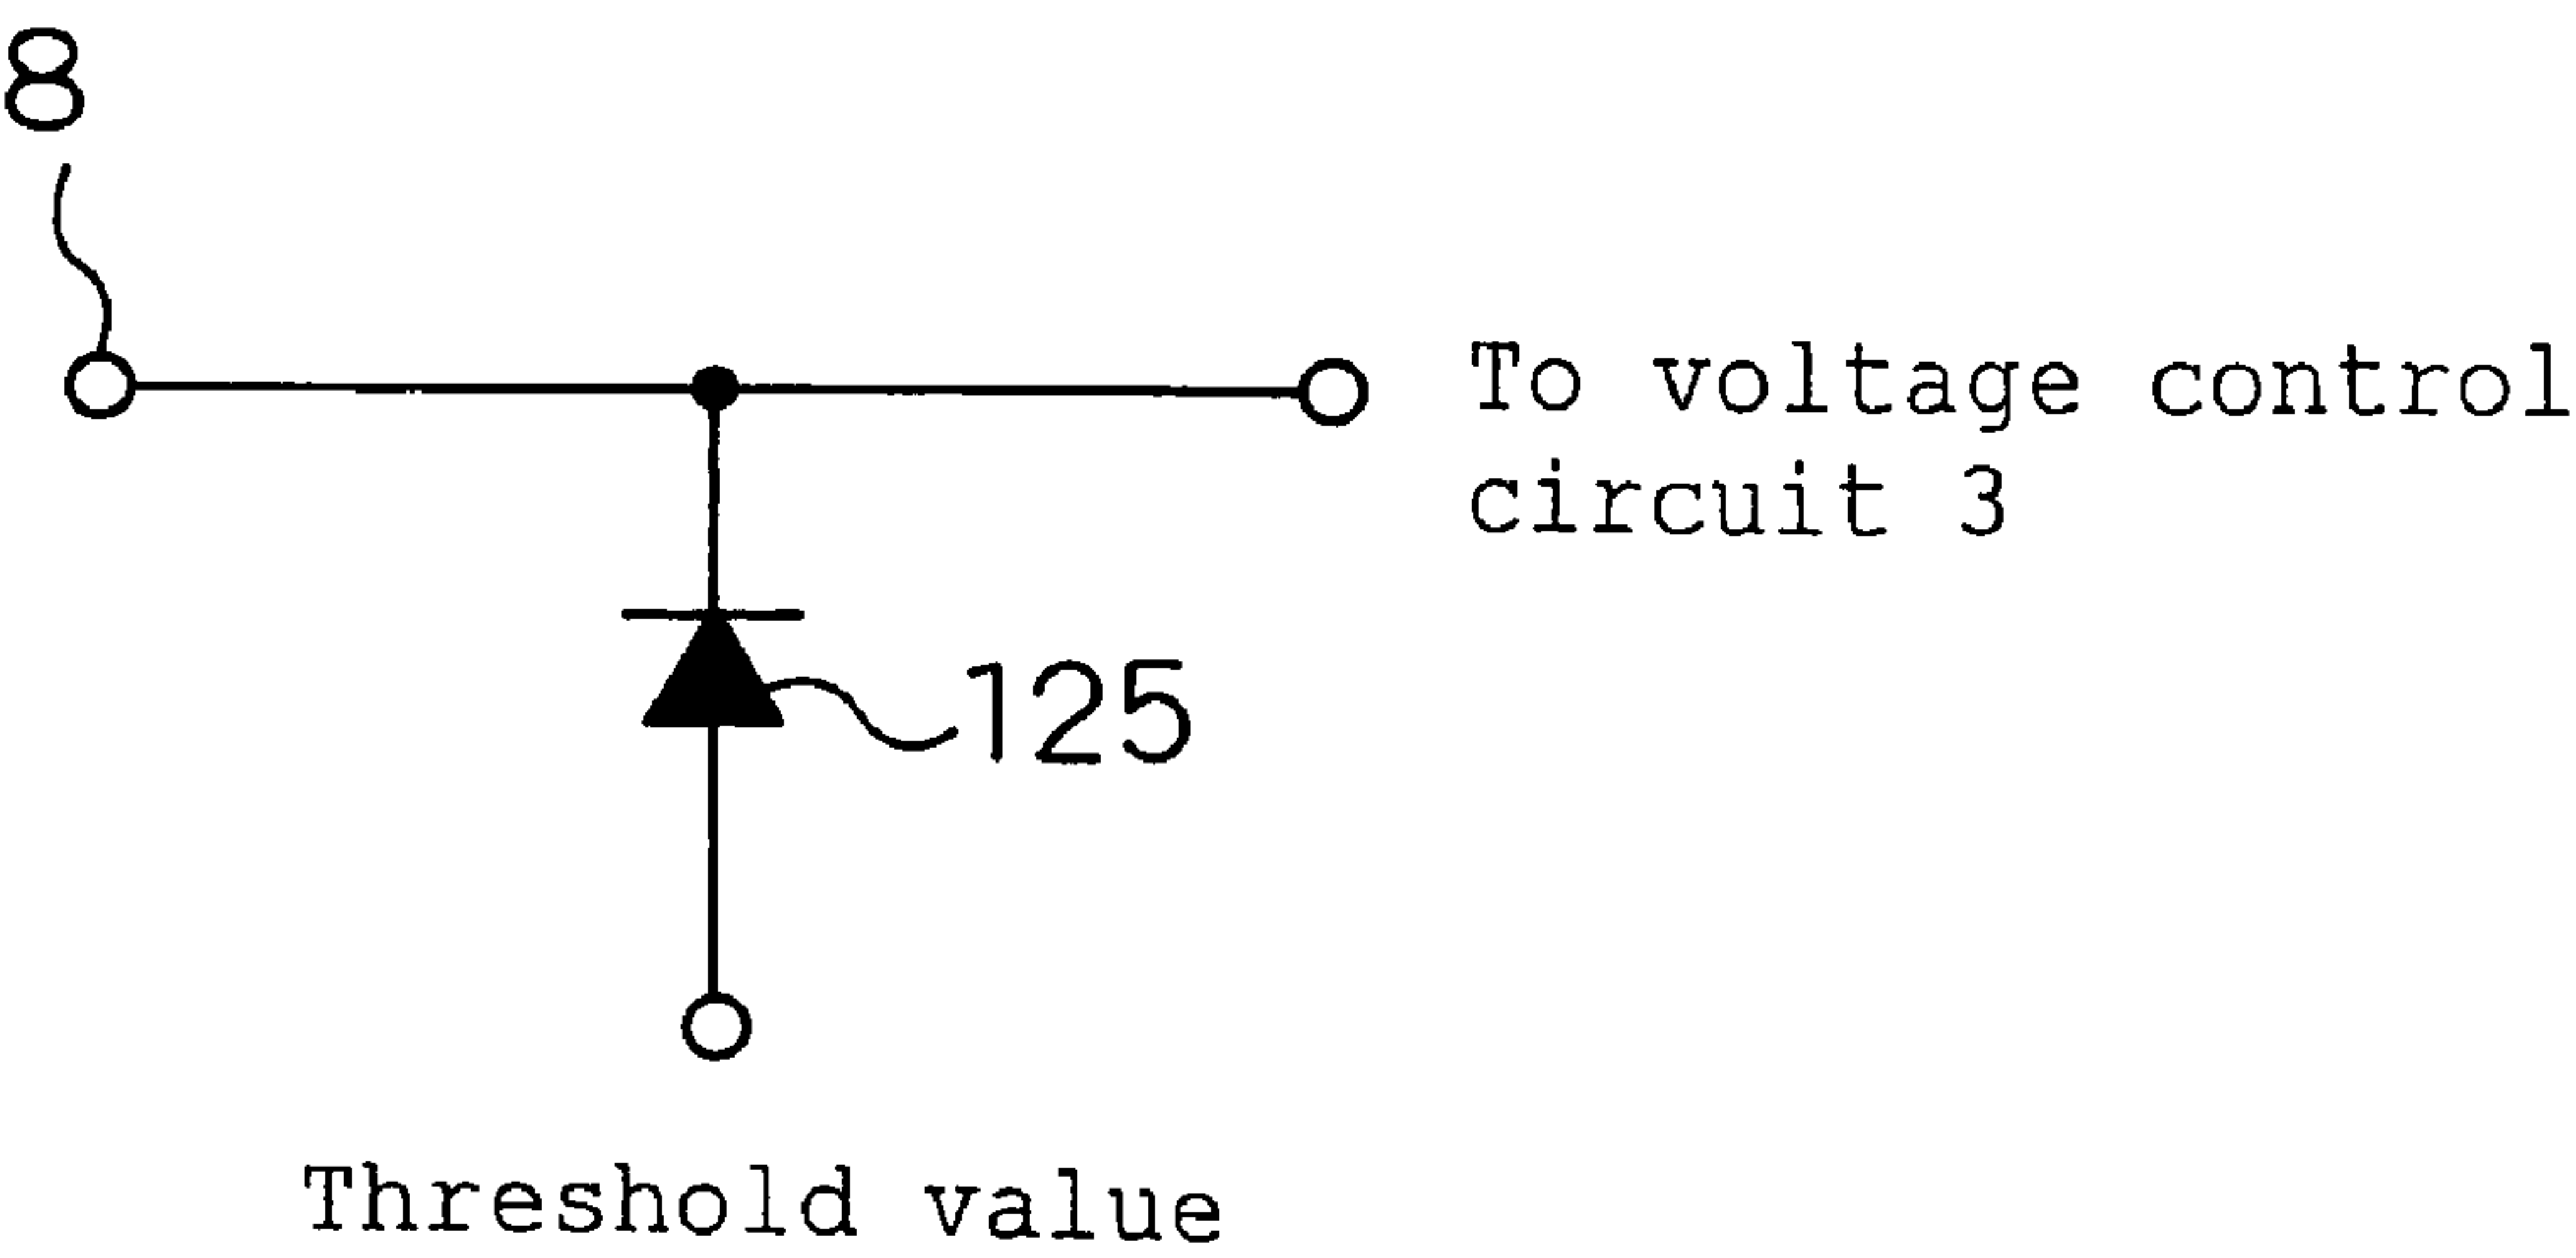 8
To voltage control
circuit 3
125
Threshold value